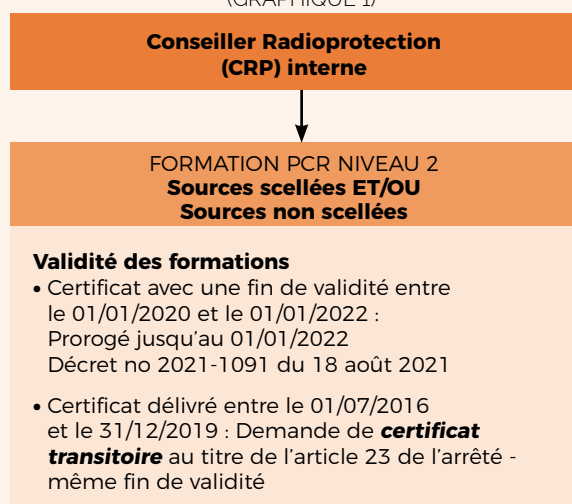 (GRAPHIQUE 1)
Conseiller Radioprotection
(CRP) interne
FORMATION PCR NIVEAU 2
Sources scellées ET/OU
Sources non scellées
Validité des formations
• Certificat avec une fin de validité entre
le 01/01/2020 et le 01/01/2022 :
Prorogé jusqu'au 01/01/2022
Décret no 2021-1091 du 18 août 2021
• Certificat délivré entre le 01/07/2016
et le 31/12/2019 : Demande de certificat
transitoire au titre de l'article 23 de l'arrêté -
même fin de validité